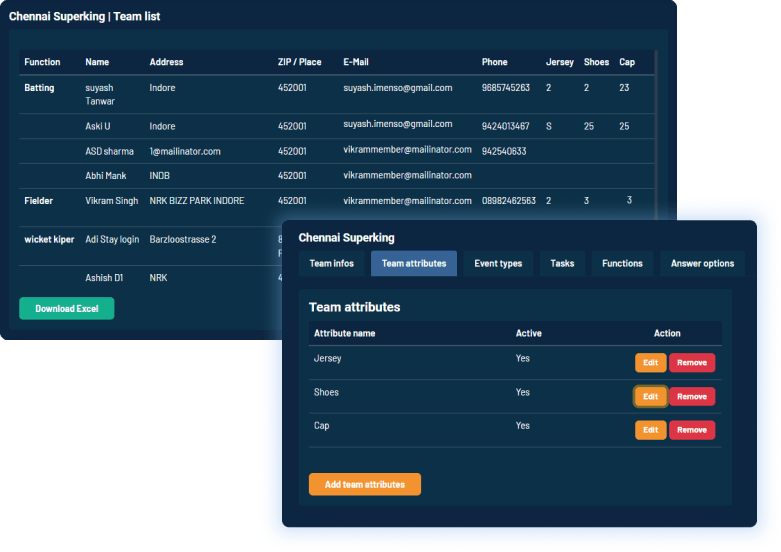 Chennai Superking | Team list
Function Name Address ZIP / Place E-Mail Phone Jersey Shoes Cap
Batting suyash Tanwar Indore 452001 suyash.imenso@gmail.com 9685745263 2 2 23
Aski U Indore 452001 suyash.imenso@gmail.com 9424013467 S 25 25
ASD sharma 1@mailinator.com 452001 vikrammember@mailinator.com 942540633
Abhi Mank INDB 452001 vikrammember@mailinator.com
Fielder Vikram Singh NRK BIZZ PARK INDORE 452001 vikrammember@mailinator.com 08982462563 2 3 3
wicket kiper Adi Stay login Barzloostrasse 2
Ashish D1 NRK 4
Download Excel
Chennai Superking
Team infos Team attributes Event types Tasks Functions Answer options
Team attributes
Attribute name Active Action
Jersey Yes Edit Remove
Shoes Yes Edit Remove
Cap Yes Edit Remove
Add team attributes